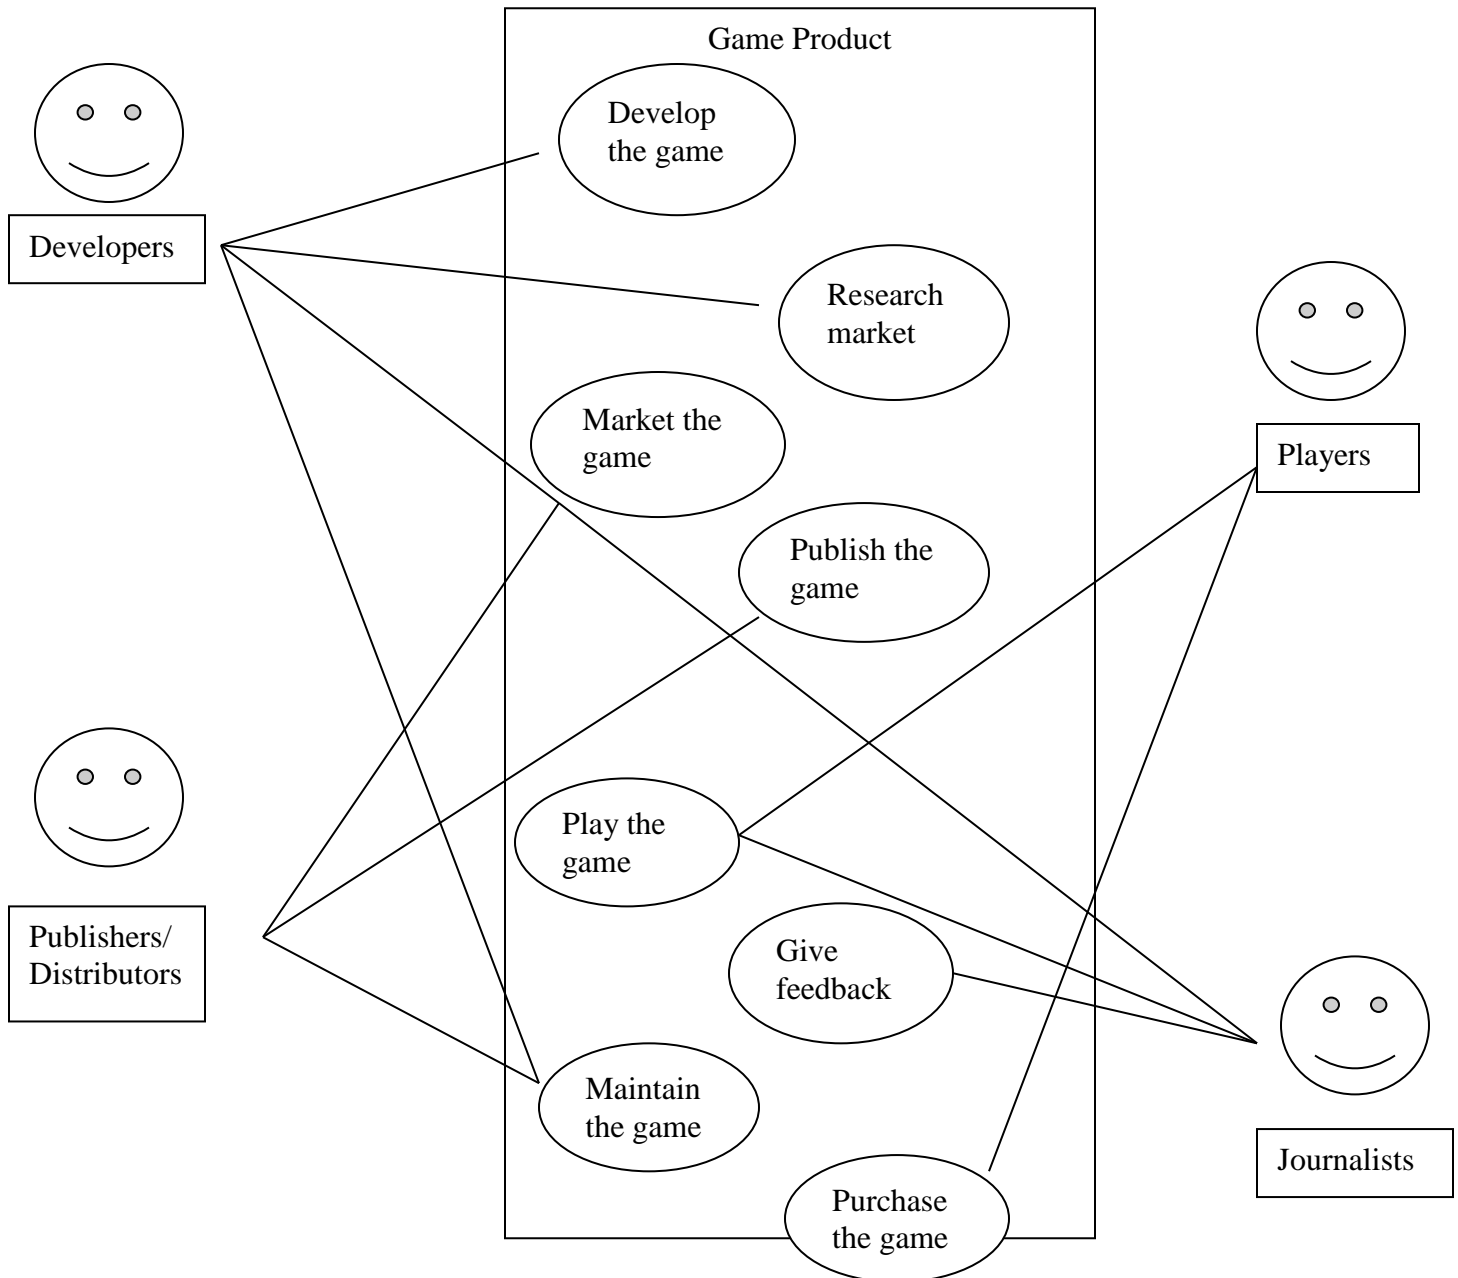 Game Product
Develop
the game
Developers
Research
market
Market the
game
Players
Publish the
game
Play the
game
Publishers/
Distributors
Give
feedback
Maintain
the game
Journalists
Purchase
the game